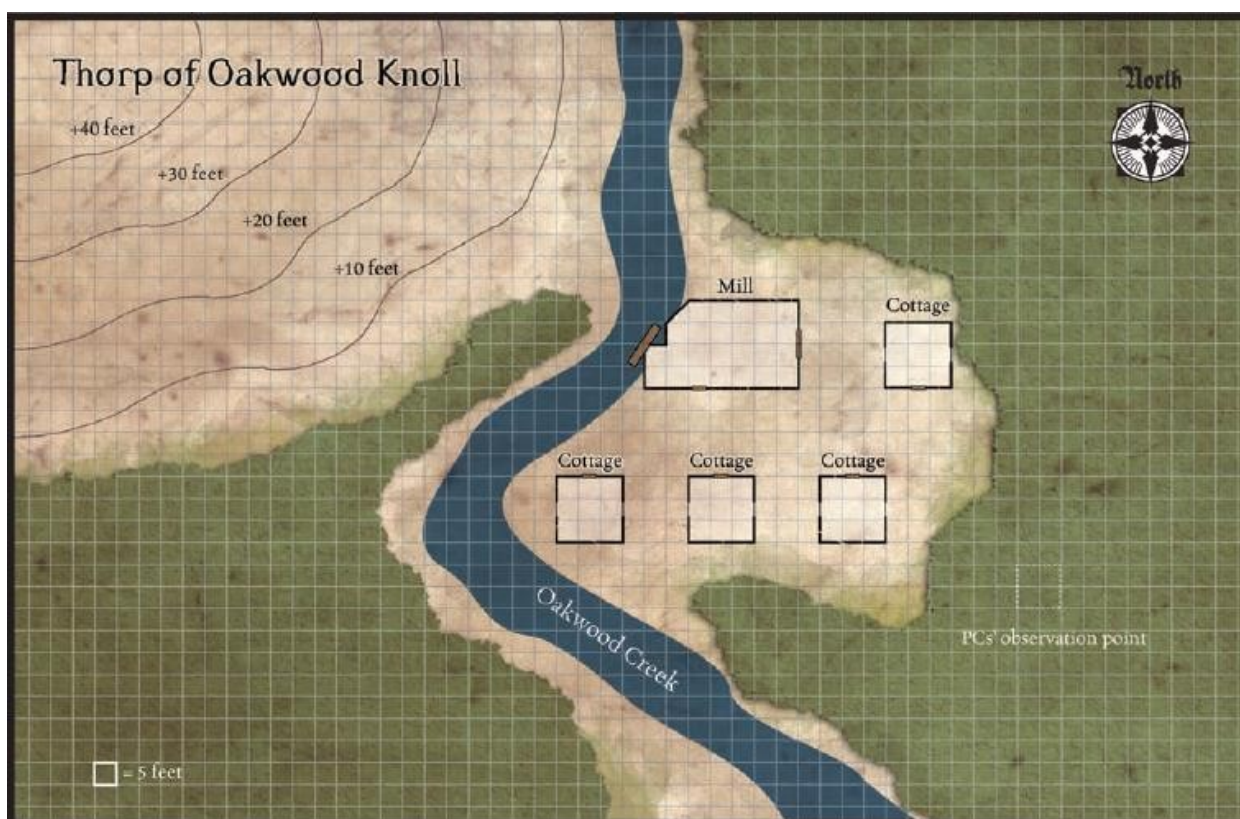 Thorp of Oakwood Knoll
North
+40 feet
+30 feet
+20 feet
+10 feet
Mill
Cottage
Cottage
Cottage
Cottage
Oakwood Creek
PCs' observation point
= 5 feet